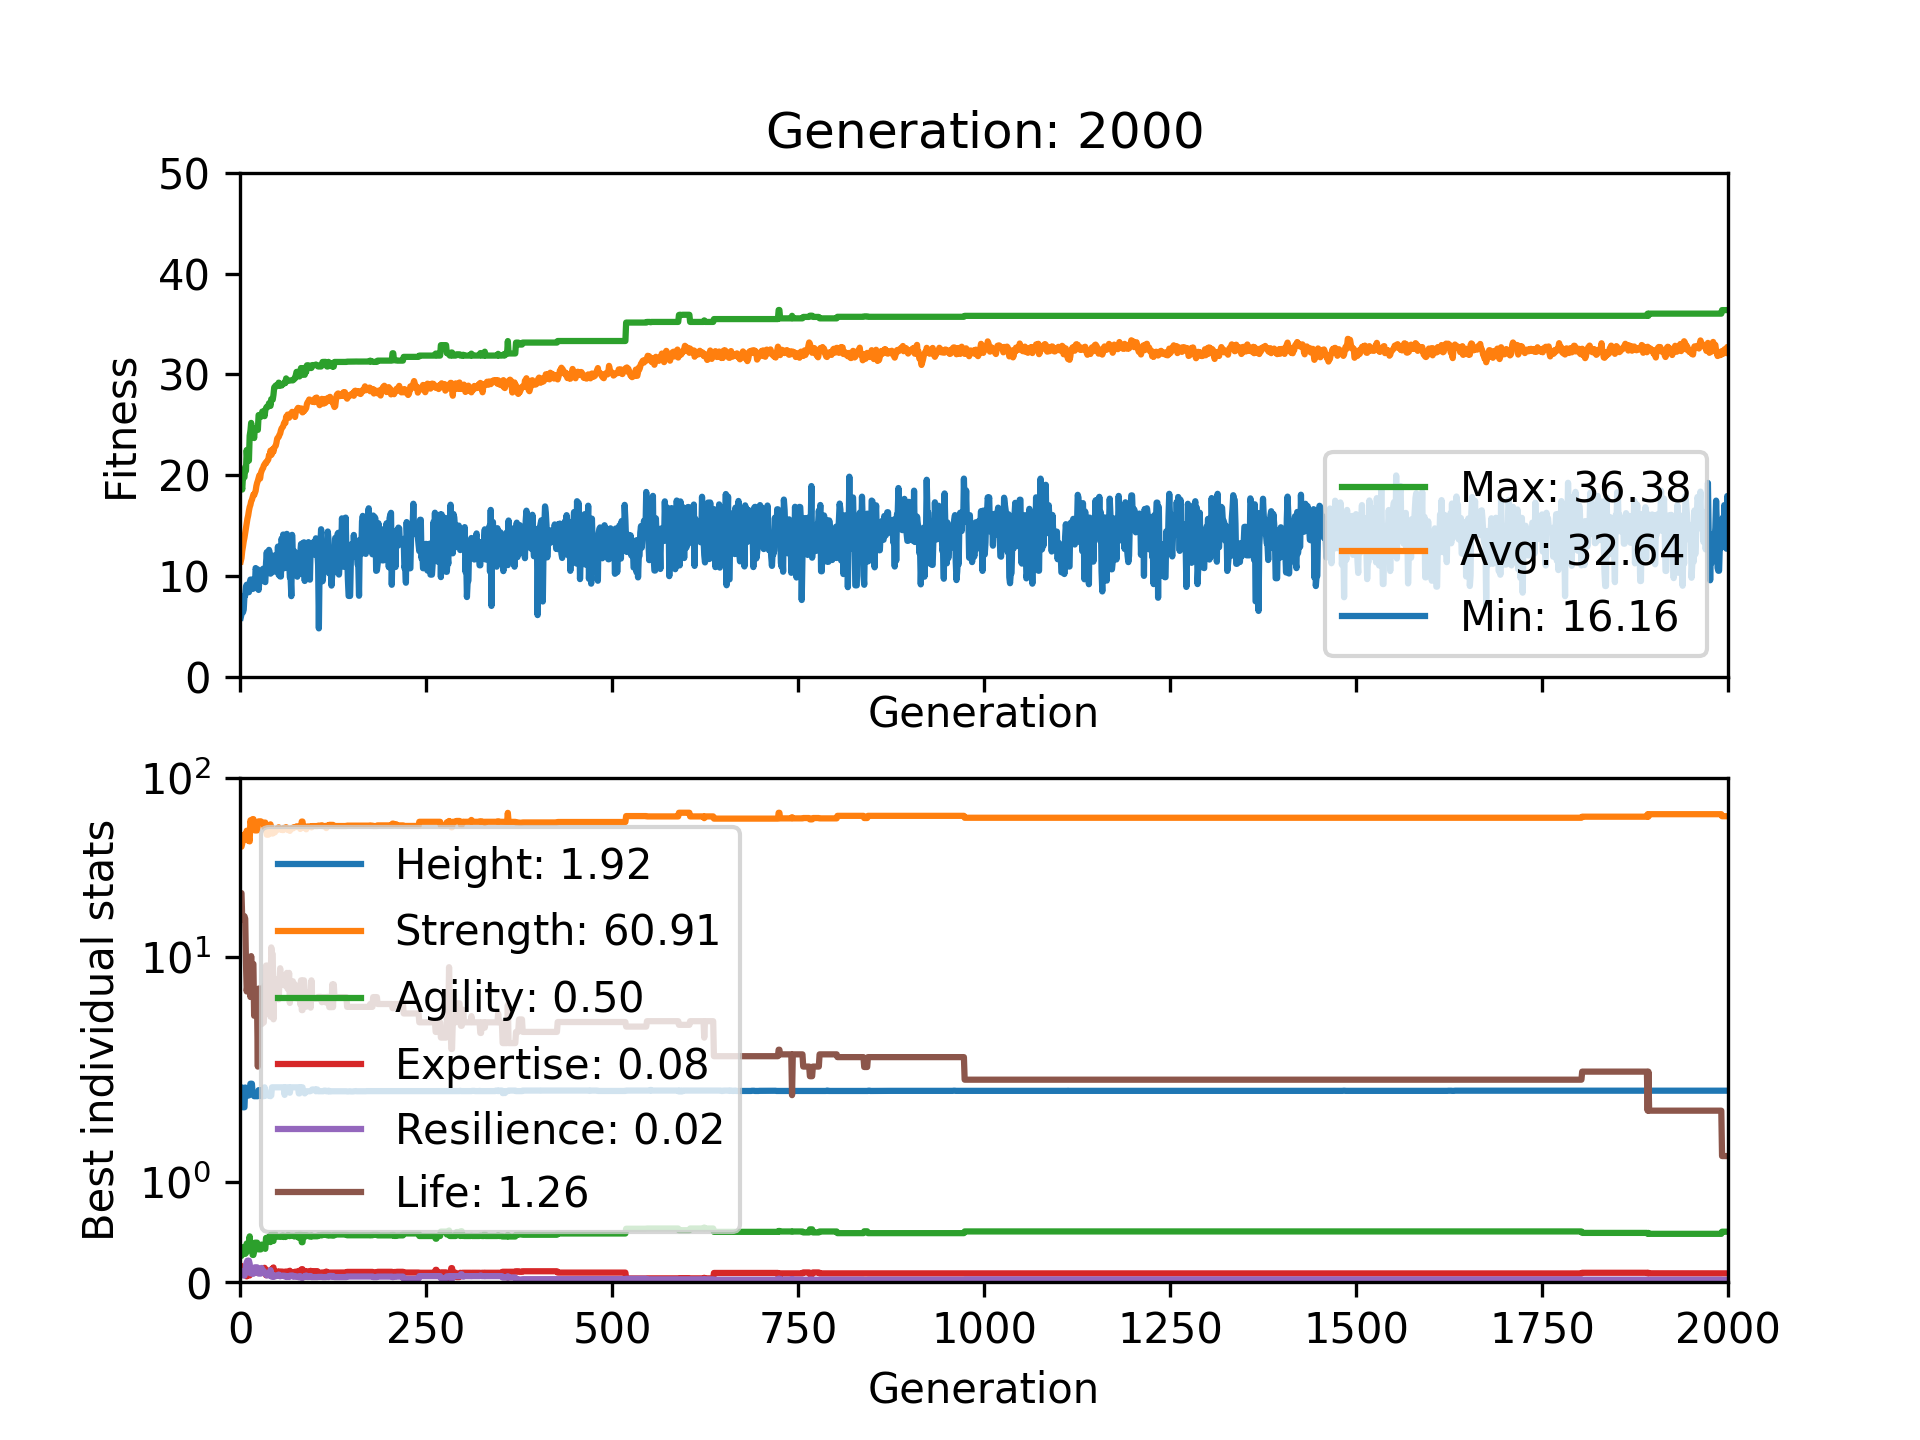 Generation: 2000
50
40
30
20
10
0
Fitness
Max: 36.38
Avg: 32.64
Min: 16.16
Generation
10²
10¹
10⁰
0
Best individual stats
Height: 1.92
Strength: 60.91
Agility: 0.50
Expertise: 0.08
Resilience: 0.02
Life: 1.26
0 250 500 750 1000 1250 1500 1750 2000
Generation